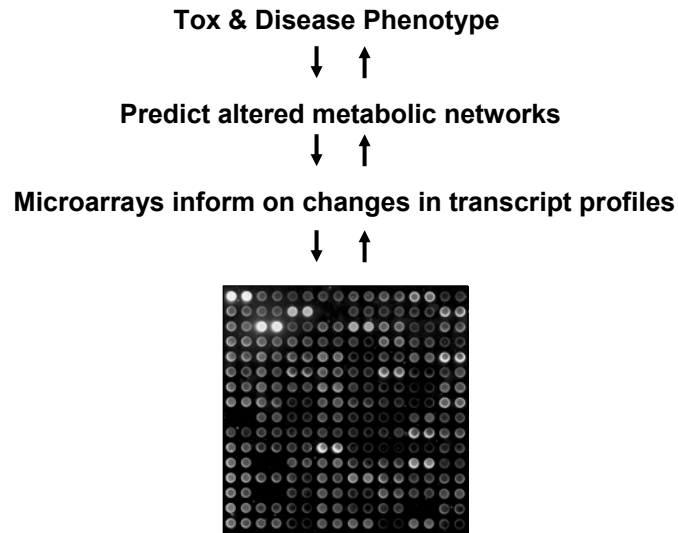 Tox & Disease Phenotype
Predict altered metabolic networks
Microarrays inform on changes in transcript profiles